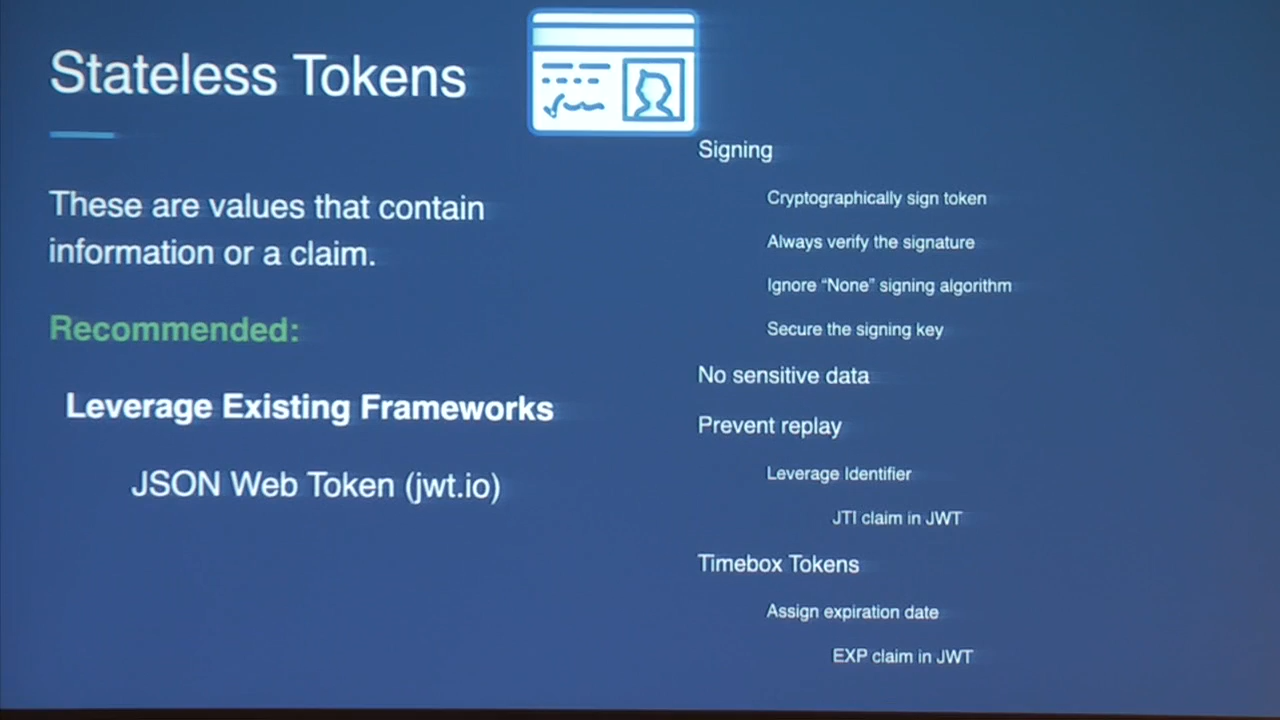 Stateless Tokens
These are values that contain
information or a claim.
Recommended:
Leverage Existing Frameworks
JSON Web Token (jwt.io)
Signing
Cryptographically sign token
Always verify the signature
Ignore “None” signing algorithm
Secure the signing key
No sensitive data
Prevent replay
Leverage Identifier
JTI claim in JWT
Timebox Tokens
Assign expiration date
EXP claim in JWT